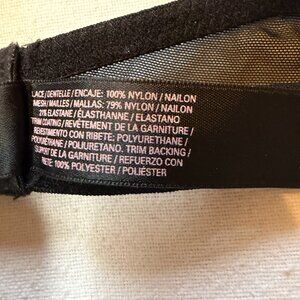 LACE / DENTELLE / ENCAJE: 100% NYLON / NAILON
MESH / MAILLES / MALLAS: 79% NYLON / NAILON
21% ELASTANE / ÉLASTHANNE / ELASTANO
TRIM COATING / REVÊTEMENT DE LA GARNITURE /
REVESTIMIENTO CON RIBETE: POLYURETHANE /
POLYURÉTHANE / POLIURETANO. TRIM BACKING /
SUPPORT DE LA GARNITURE / REFUERZO CON
RIBETE: 100% POLYESTER / POLIÉSTER